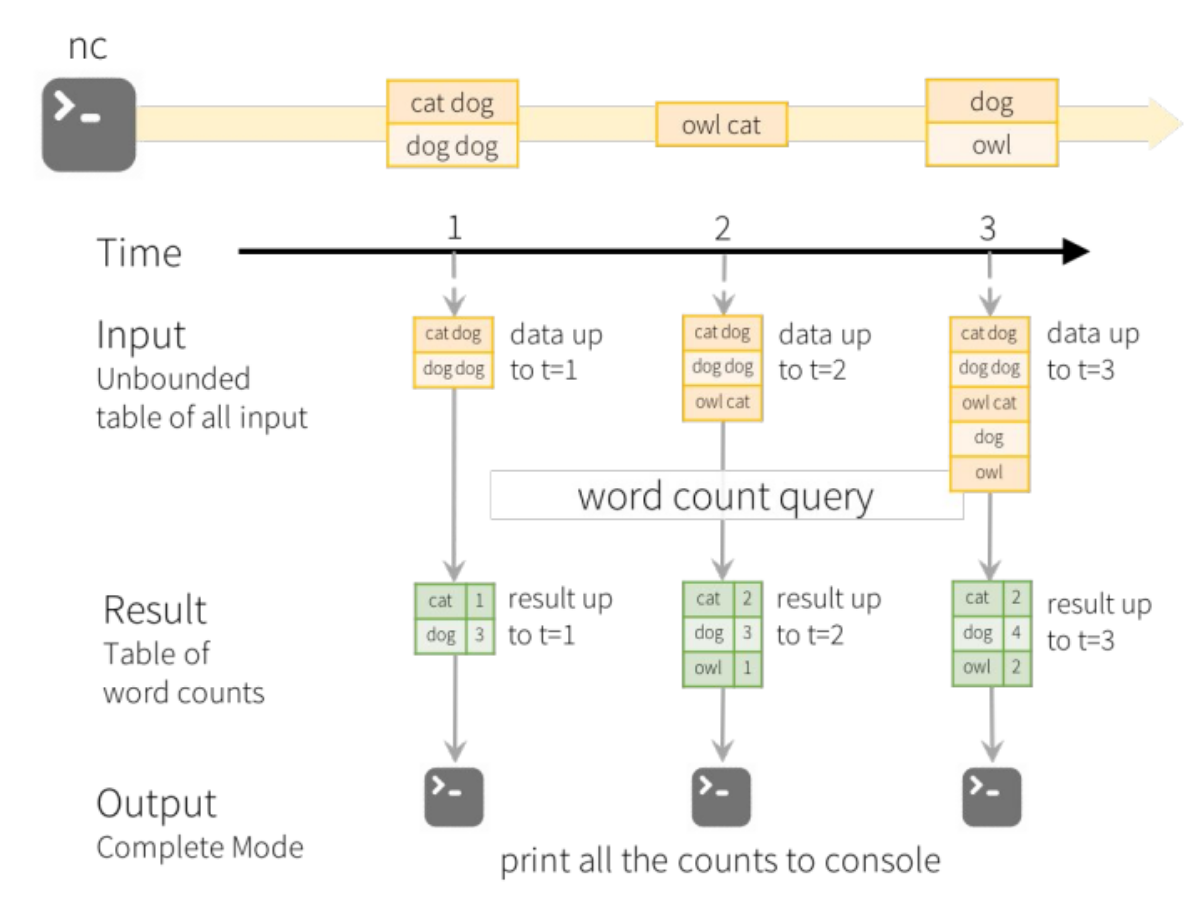 nc
cat dog
dog dog
owl cat
dog
owl
Time
1
2
3
Input
Unbounded
table of all input
cat dog
dog dog
data up
to t=1
cat dog
dog dog
owl cat
data up
to t=2
cat dog
dog dog
owl cat
dog
owl
data up
to t=3
word count query
Result
Table of
word counts
cat 1
dog 3
result up
to t=1
cat 2
dog 3
owl 1
result up
to t=2
cat 2
dog 4
owl 2
result up
to t=3
Output
Complete Mode
print all the counts to console